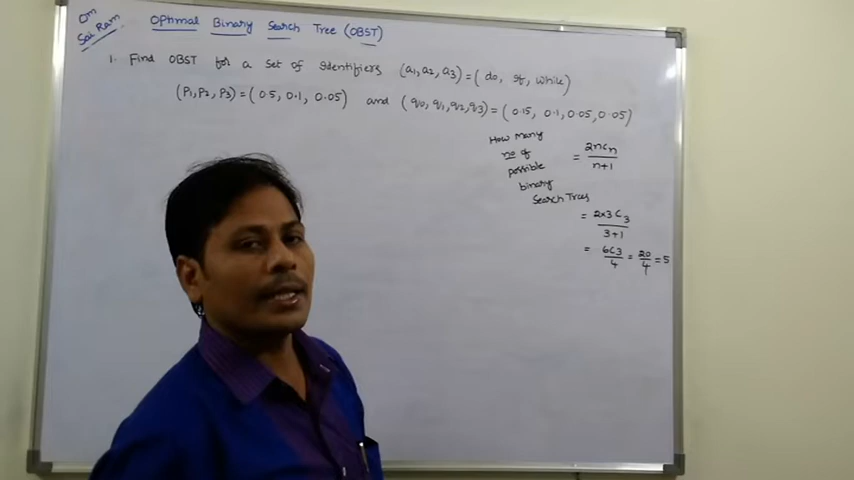 Om
Sai Ram
Optimal Binary Search Tree (OBST)
1. Find OBST for a set of Identifiers (a1, a2, a3) = ( do, If, while)
(P1, P2, P3) = (0.5, 0.1, 0.05) and (q0, q1, q2, q3) = ( 0.15, 0.1, 0.05, 0.05)
How many
no of
possible
binary
Search Trees
= 2nCn / n+1
= 2x3C3 / 3+1
= 6C3 / 4 = 20 / 4 = 5